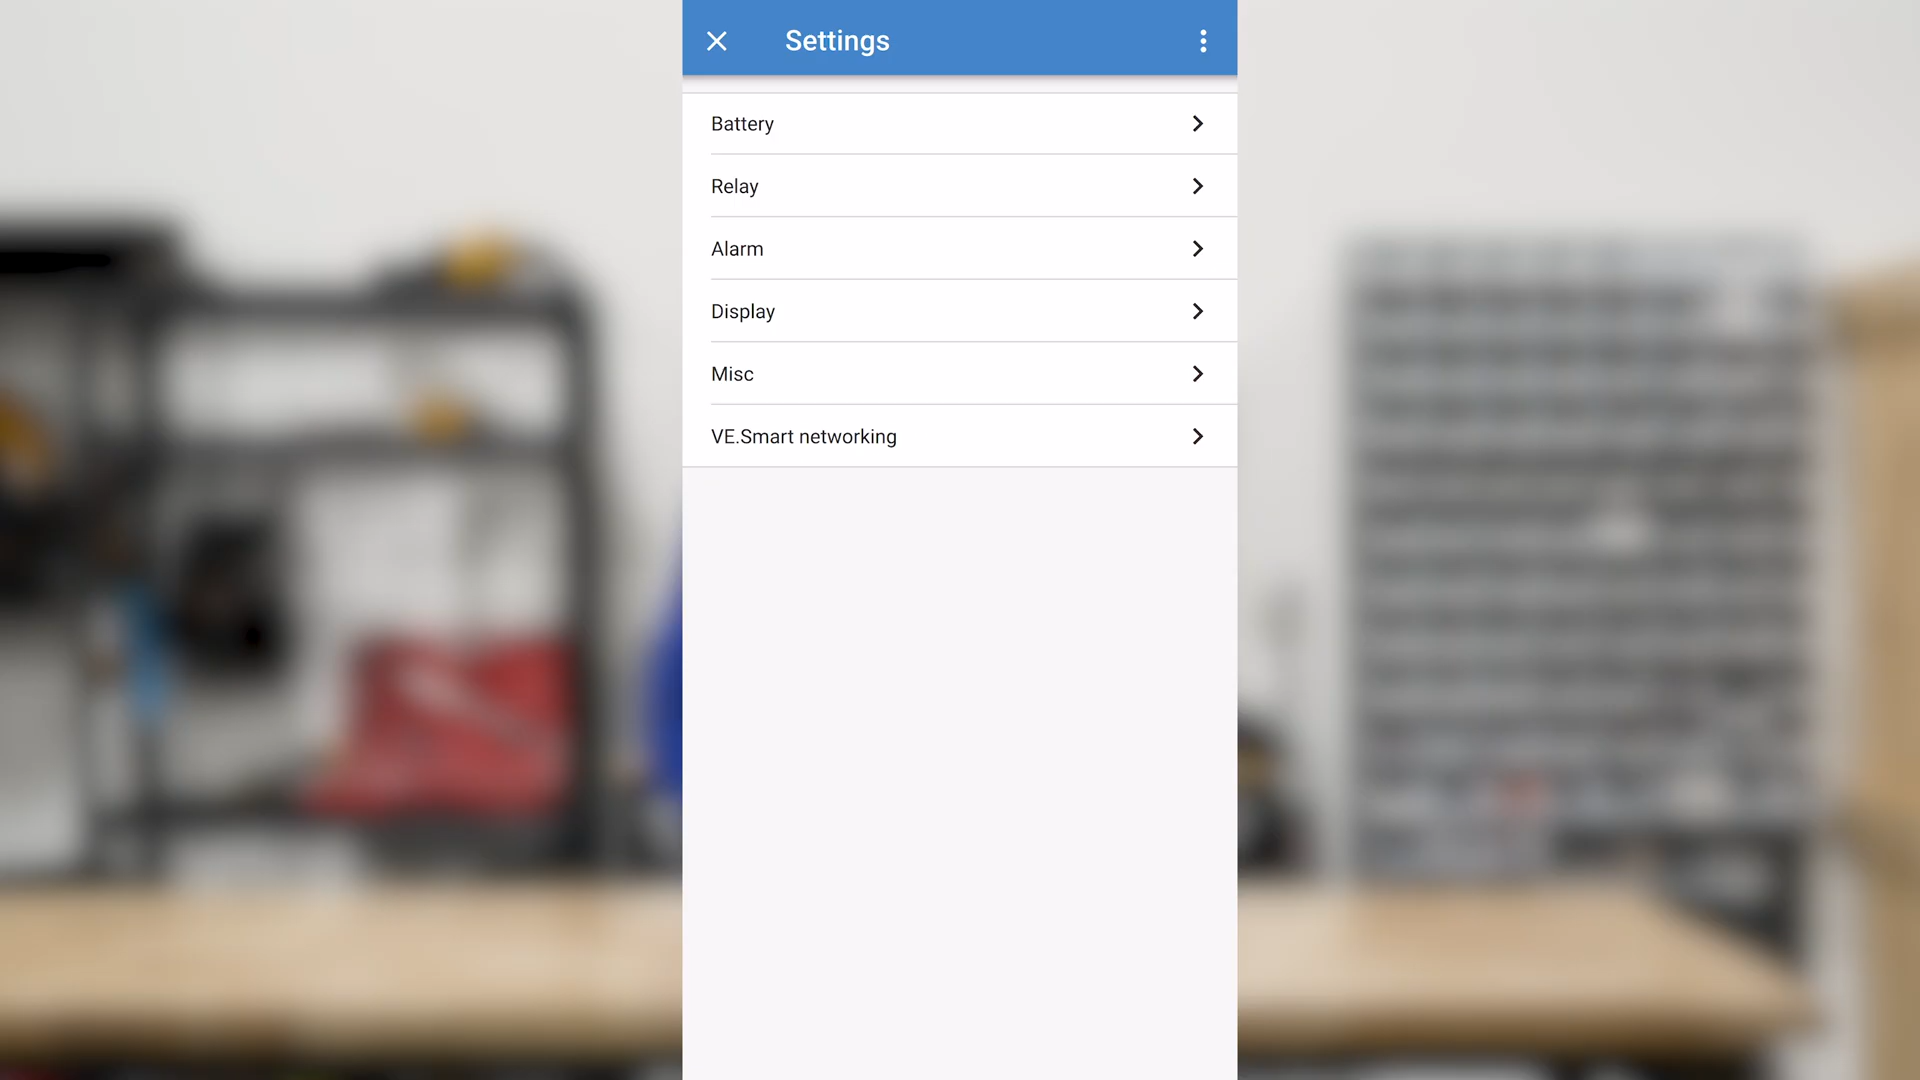 Settings
Battery
Relay
Alarm
Display
Misc
VE.Smart networking